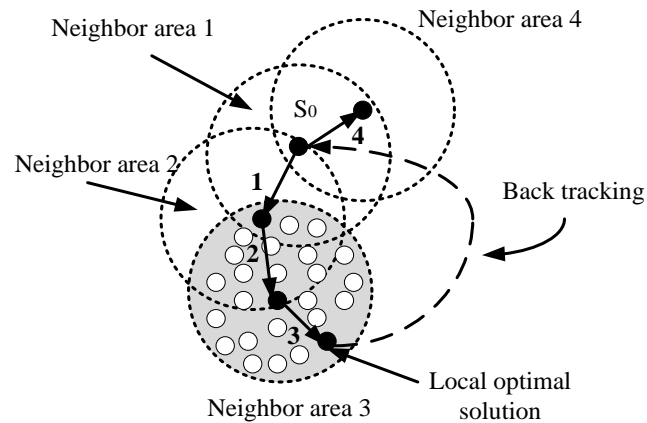 Neighbor area 1
Neighbor area 4
S0
4
Neighbor area 2
1
Back tracking
2
3
Local optimal
solution
Neighbor area 3